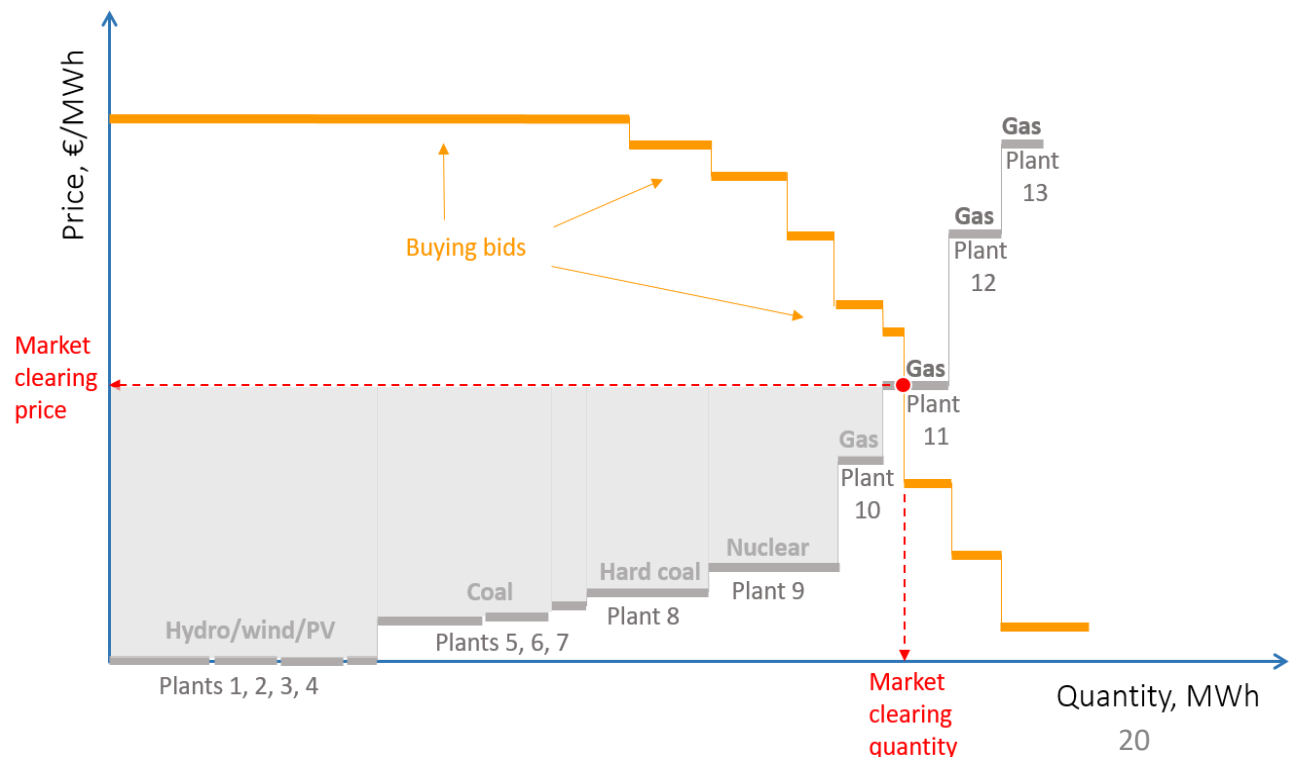 Price, €/MWh
Buying bids
Gas
Plant
13
Gas
Plant
12
Market
clearing
price
Gas
Plant
11
Gas
Plant
10
Nuclear
Plant 9
Hard coal
Plant 8
Coal
Plants 5, 6, 7
Hydro/wind/PV
Plants 1, 2, 3, 4
Market
clearing
quantity
Quantity, MWh
20